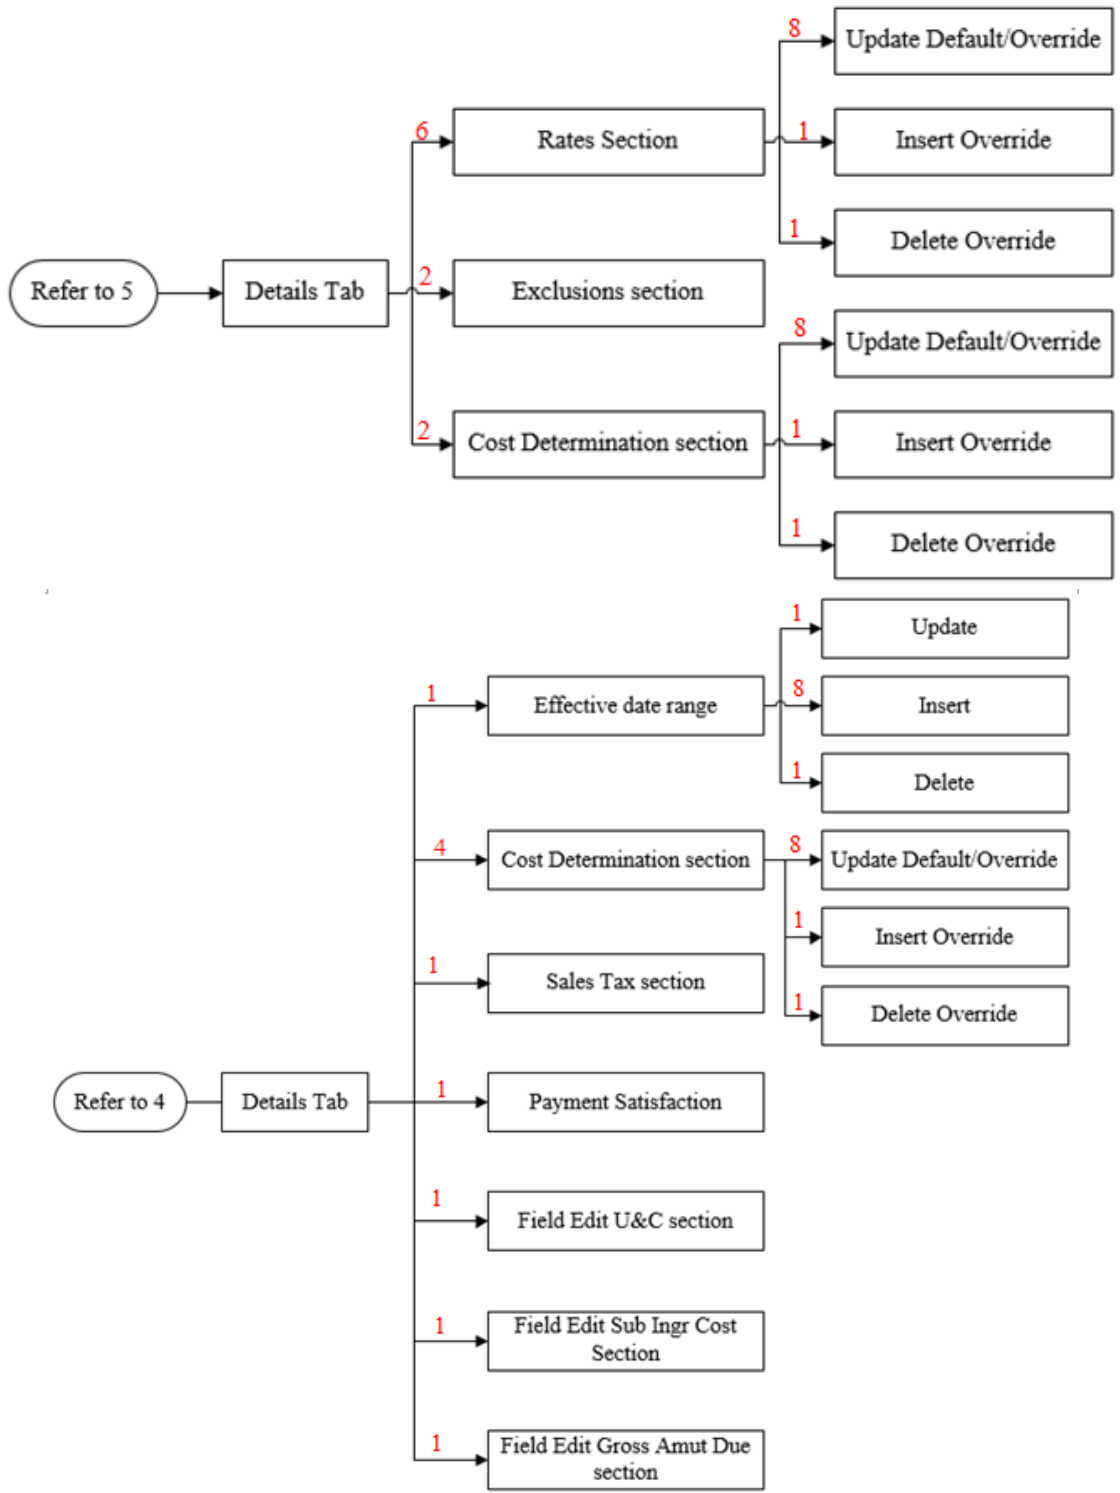 8
Update Default/Override
6
Rates Section
1
Insert Override
1
Delete Override
Refer to 5
Details Tab
2
Exclusions section
8
Update Default/Override
2
Cost Determination section
1
Insert Override
1
Delete Override
1
Update
1
Effective date range
8
Insert
1
Delete
4
Cost Determination section
8
Update Default/Override
1
Insert Override
1
Sales Tax section
1
Delete Override
Refer to 4
Details Tab
1
Payment Satisfaction
1
Field Edit U&C section
1
Field Edit Sub Ingr Cost
Section
1
Field Edit Gross Amut Due
section